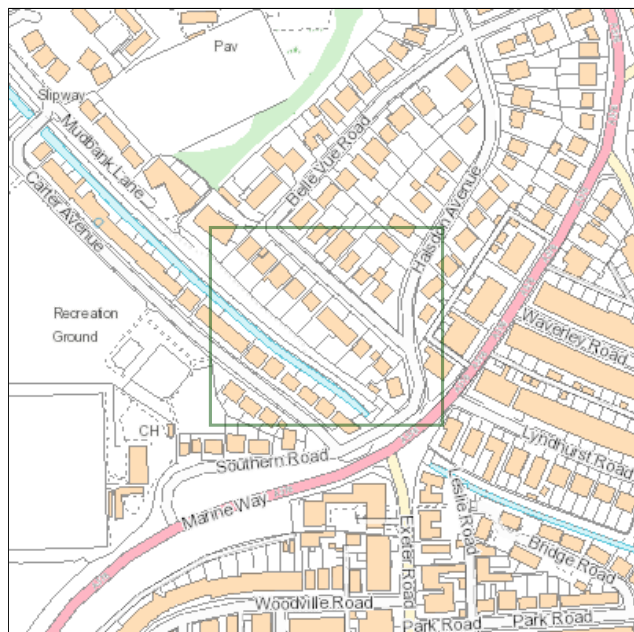 Pav
Slipway
Mudbank Lane
Belle Vue Road
Carter Avenue
Halsdon Avenue
Recreation
Ground
Waverley Road
CH
Lyndhurst Road
Southern Road
Leslie Road
Marine Way
Exeter Road
Bridge Road
Woodville Road
Park Road
Park Road